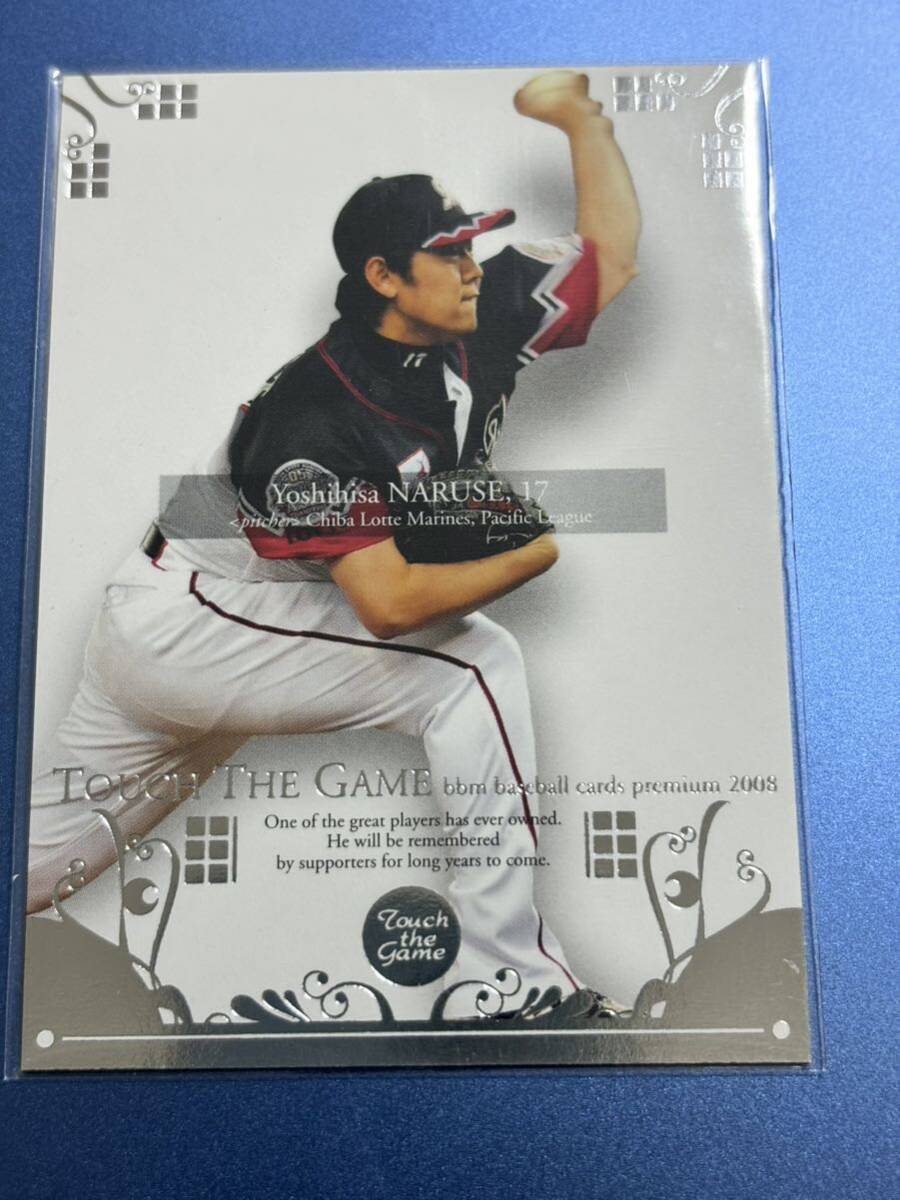 17
05
Yoshihisa NARUSE, 17
<pitcher> Chiba Lotte Marines, Pacific League
TOUCH THE GAME bbm baseball cards premium 2008
One of the great players has ever owned.
He will be remembered
by supporters for long years to come.
Touch
the
Game